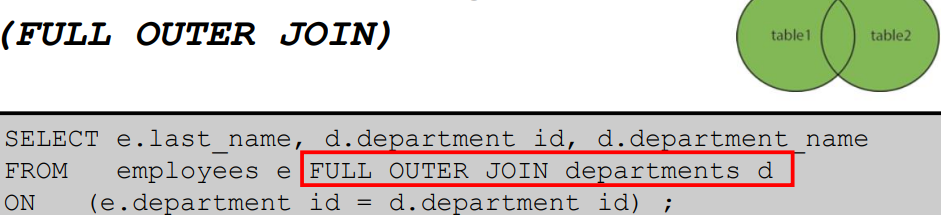 (FULL OUTER JOIN)
table1 table2
SELECT e.last_name, d.department_id, d.department_name
FROM employees e FULL OUTER JOIN departments d
ON (e.department_id = d.department_id) ;